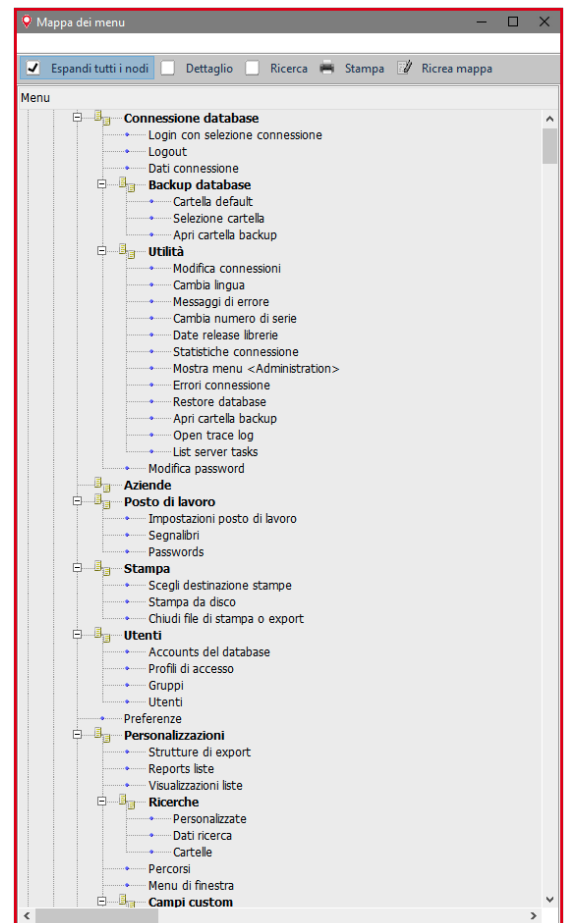 Mappa dei menu
Espandi tutti i nodi Dettaglio Ricerca Stampa Ricrea mappa
Menu
Connessione database
Login con selezione connessione
Logout
Dati connessione
Backup database
Cartella default
Selezione cartella
Apri cartella backup
Utilità
Modifica connessioni
Cambia lingua
Messaggi di errore
Cambia numero di serie
Date release librerie
Statistiche connessione
Mostra menu <Administration>
Errori connessione
Restore database
Apri cartella backup
Open trace log
List server tasks
Modifica password
Aziende
Posto di lavoro
Impostazioni posto di lavoro
Segnalibri
Passwords
Stampa
Scegli destinazione stampe
Stampa da disco
Chiudi file di stampa o export
Utenti
Accounts del database
Profili di accesso
Gruppi
Utenti
Preferenze
Personalizzazioni
Strutture di export
Reports liste
Visualizzazioni liste
Ricerche
Personalizzate
Dati ricerca
Cartelle
Percorsi
Menu di finestra
Campi custom